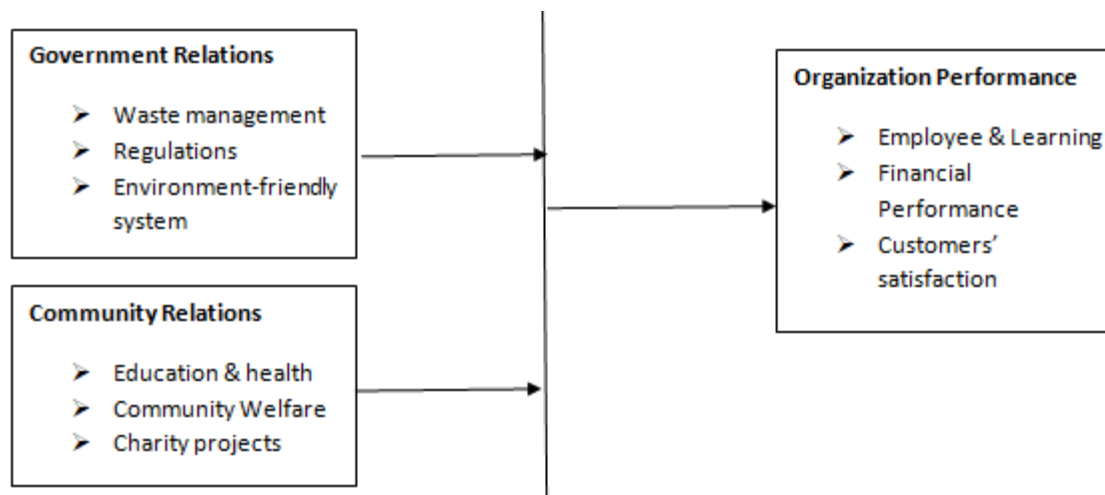 Government Relations
➢ Waste management
➢ Regulations
➢ Environment-friendly
system
Community Relations
➢ Education & health
➢ Community Welfare
➢ Charity projects
Organization Performance
➢ Employee & Learning
➢ Financial
Performance
➢ Customers’
satisfaction